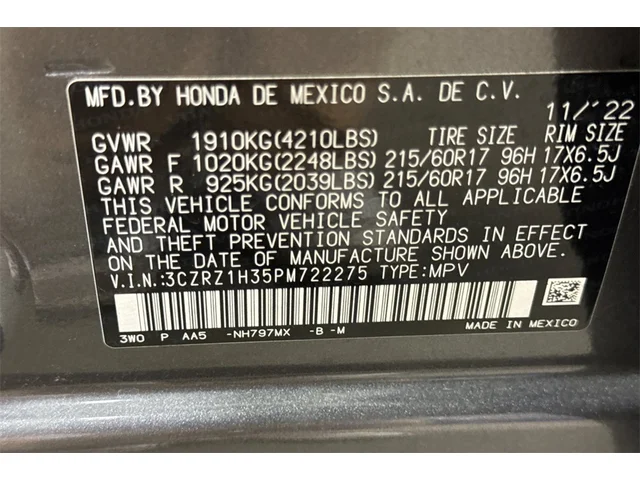 MFD.BY HONDA DE MEXICO S.A. DE C.V. 11/'22
GVWR 1910KG(4210LBS) TIRE SIZE RIM SIZE
GAWR F 1020KG(2248LBS) 215/60R17 96H 17X6.5J
GAWR R 925KG(2039LBS) 215/60R17 96H 17X6.5J
THIS VEHICLE CONFORMS TO ALL APPLICABLE
FEDERAL MOTOR VEHICLE SAFETY
AND THEFT PREVENTION STANDARDS IN EFFECT
ON THE DATE OF MANUFACTURE SHOWN ABOVE.
V.I.N.:3CZRZ1H35PM722275 TYPE:MPV
3WO P AA5 -NH797MX -B -M MADE IN MEXICO